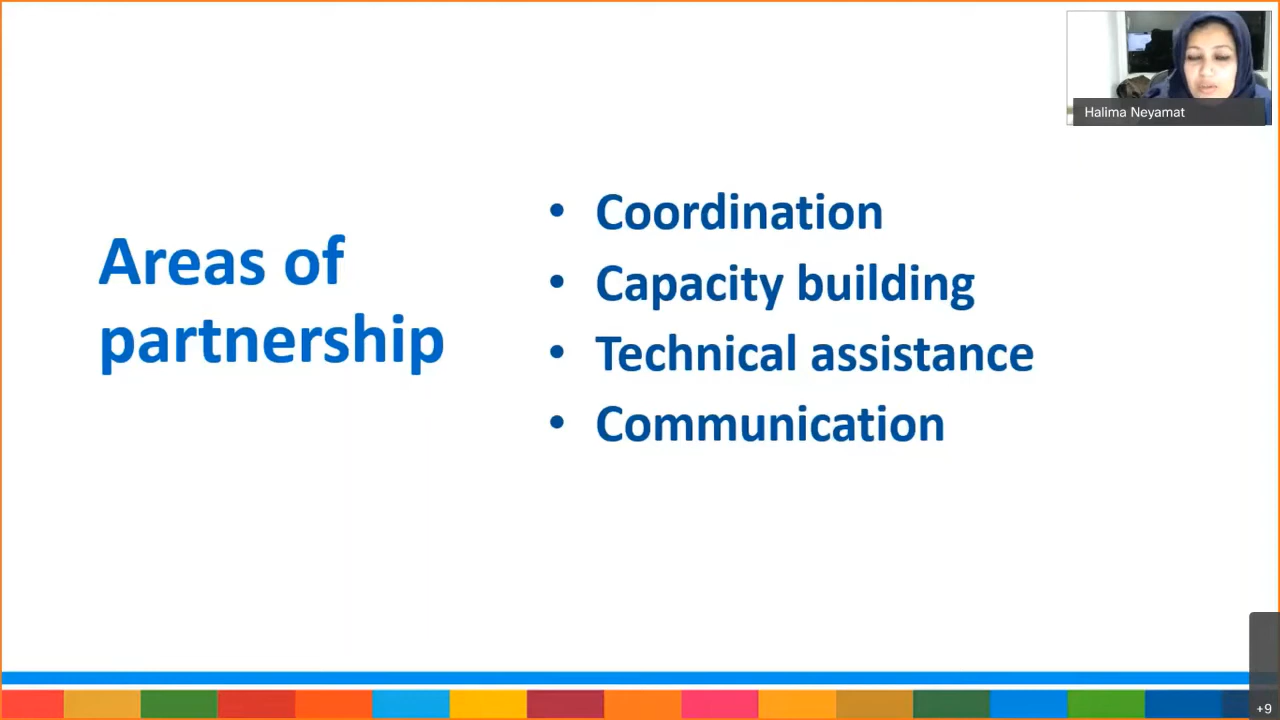 Halima Neyamat
Areas of
partnership
• Coordination
• Capacity building
• Technical assistance
• Communication
+9